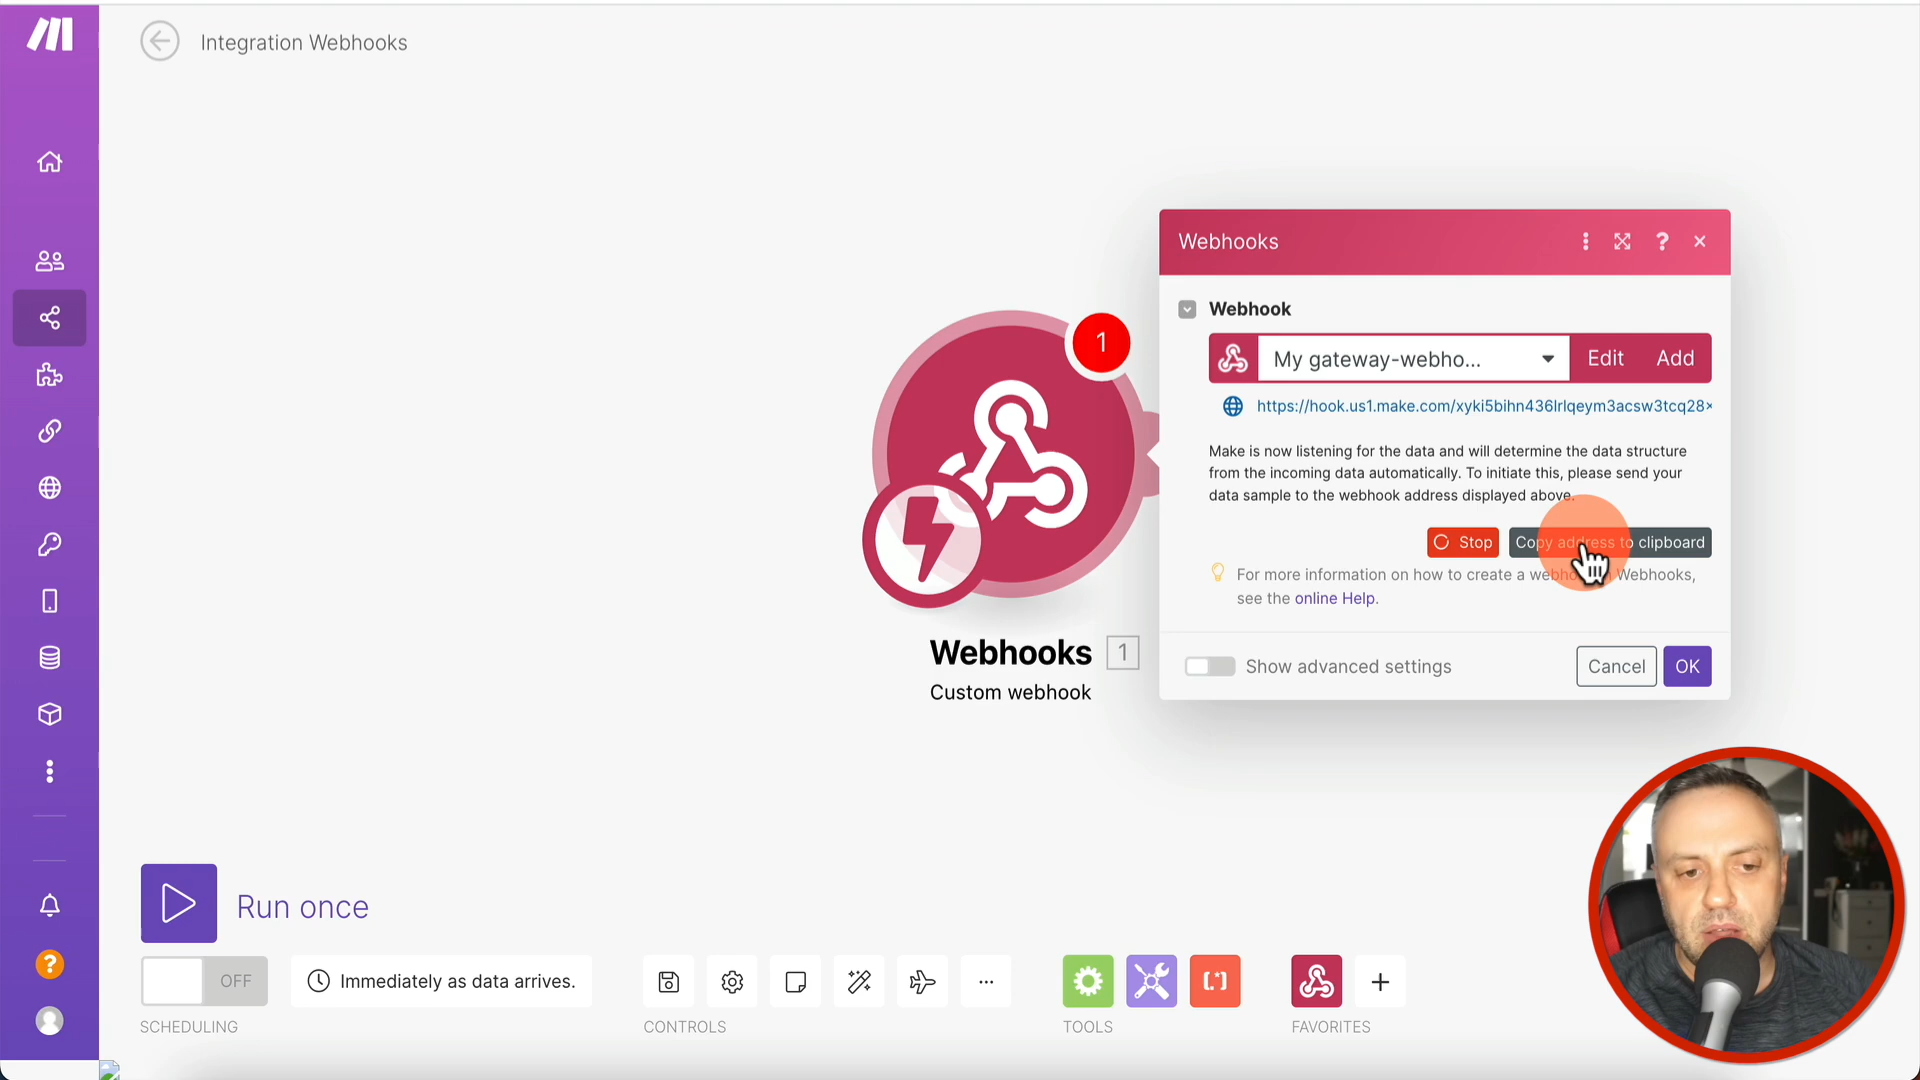 Integration Webhooks
Webhooks
Webhook
My gateway-webho...
Edit
Add
https://hook.us1.make.com/xyki5bihn436lrlqeym3acsw3tcq28
Make is now listening for the data and will determine the data structure
from the incoming data automatically. To initiate this, please send your
data sample to the webhook address displayed above.
Stop
Copy address to clipboard
For more information on how to create a Webhooks,
see the online Help.
Show advanced settings
Cancel
OK
1
Webhooks 1
Custom webhook
Run once
OFF
Immediately as data arrives.
SCHEDULING
CONTROLS
TOOLS
FAVORITES